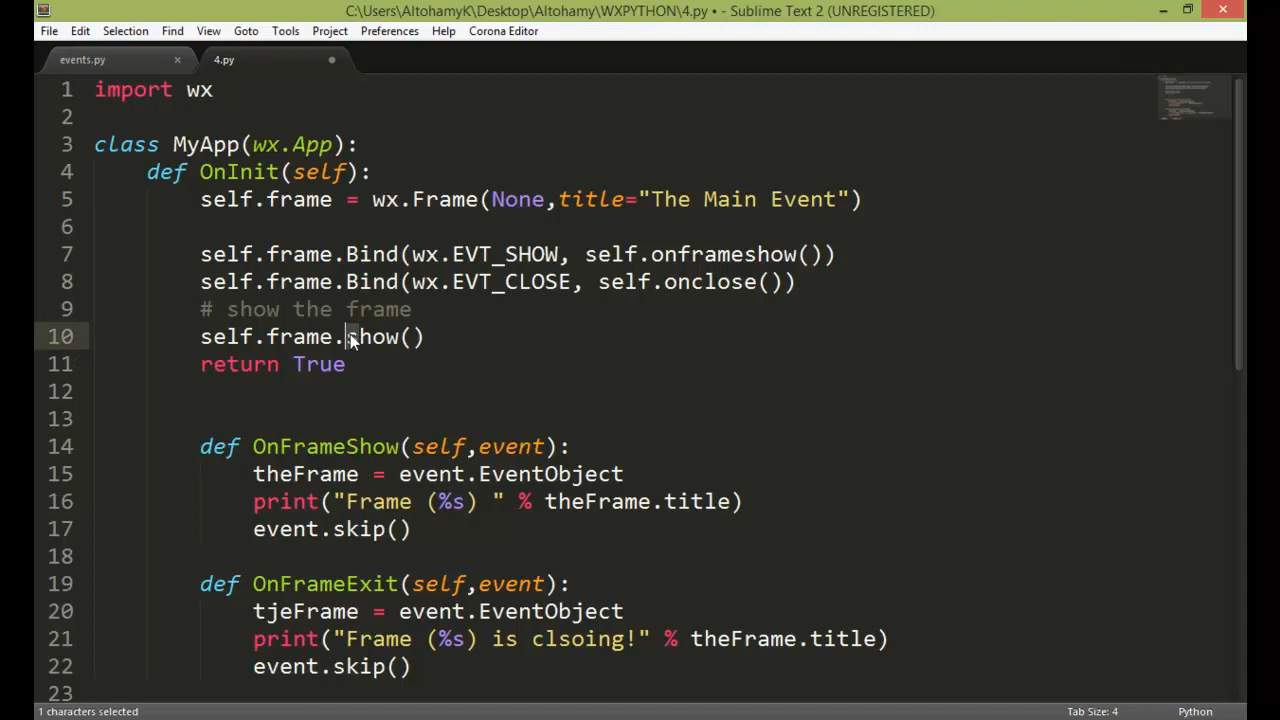 C:\Users\AltohamyK\Desktop\Altohamy\WXPYTHON\4.py • - Sublime Text 2 (UNREGISTERED)
File Edit Selection Find View Goto Tools Project Preferences Help Corona Editor
events.py × 4.py
1 import wx
2
3 class MyApp(wx.App):
4 def OnInit(self):
5 self.frame = wx.Frame(None,title="The Main Event")
6
7 self.frame.Bind(wx.EVT_SHOW, self.onframeshow())
8 self.frame.Bind(wx.EVT_CLOSE, self.onclose())
9 # show the frame
10 self.frame.show()
11 return True
12
13
14 def OnFrameShow(self,event):
15 theFrame = event.EventObject
16 print("Frame (%s) " % theFrame.title)
17 event.skip()
18
19 def OnFrameExit(self,event):
20 tjeFrame = event.EventObject
21 print("Frame (%s) is clsoing!" % theFrame.title)
22 event.skip()
23
1 characters selected Tab Size: 4 Python